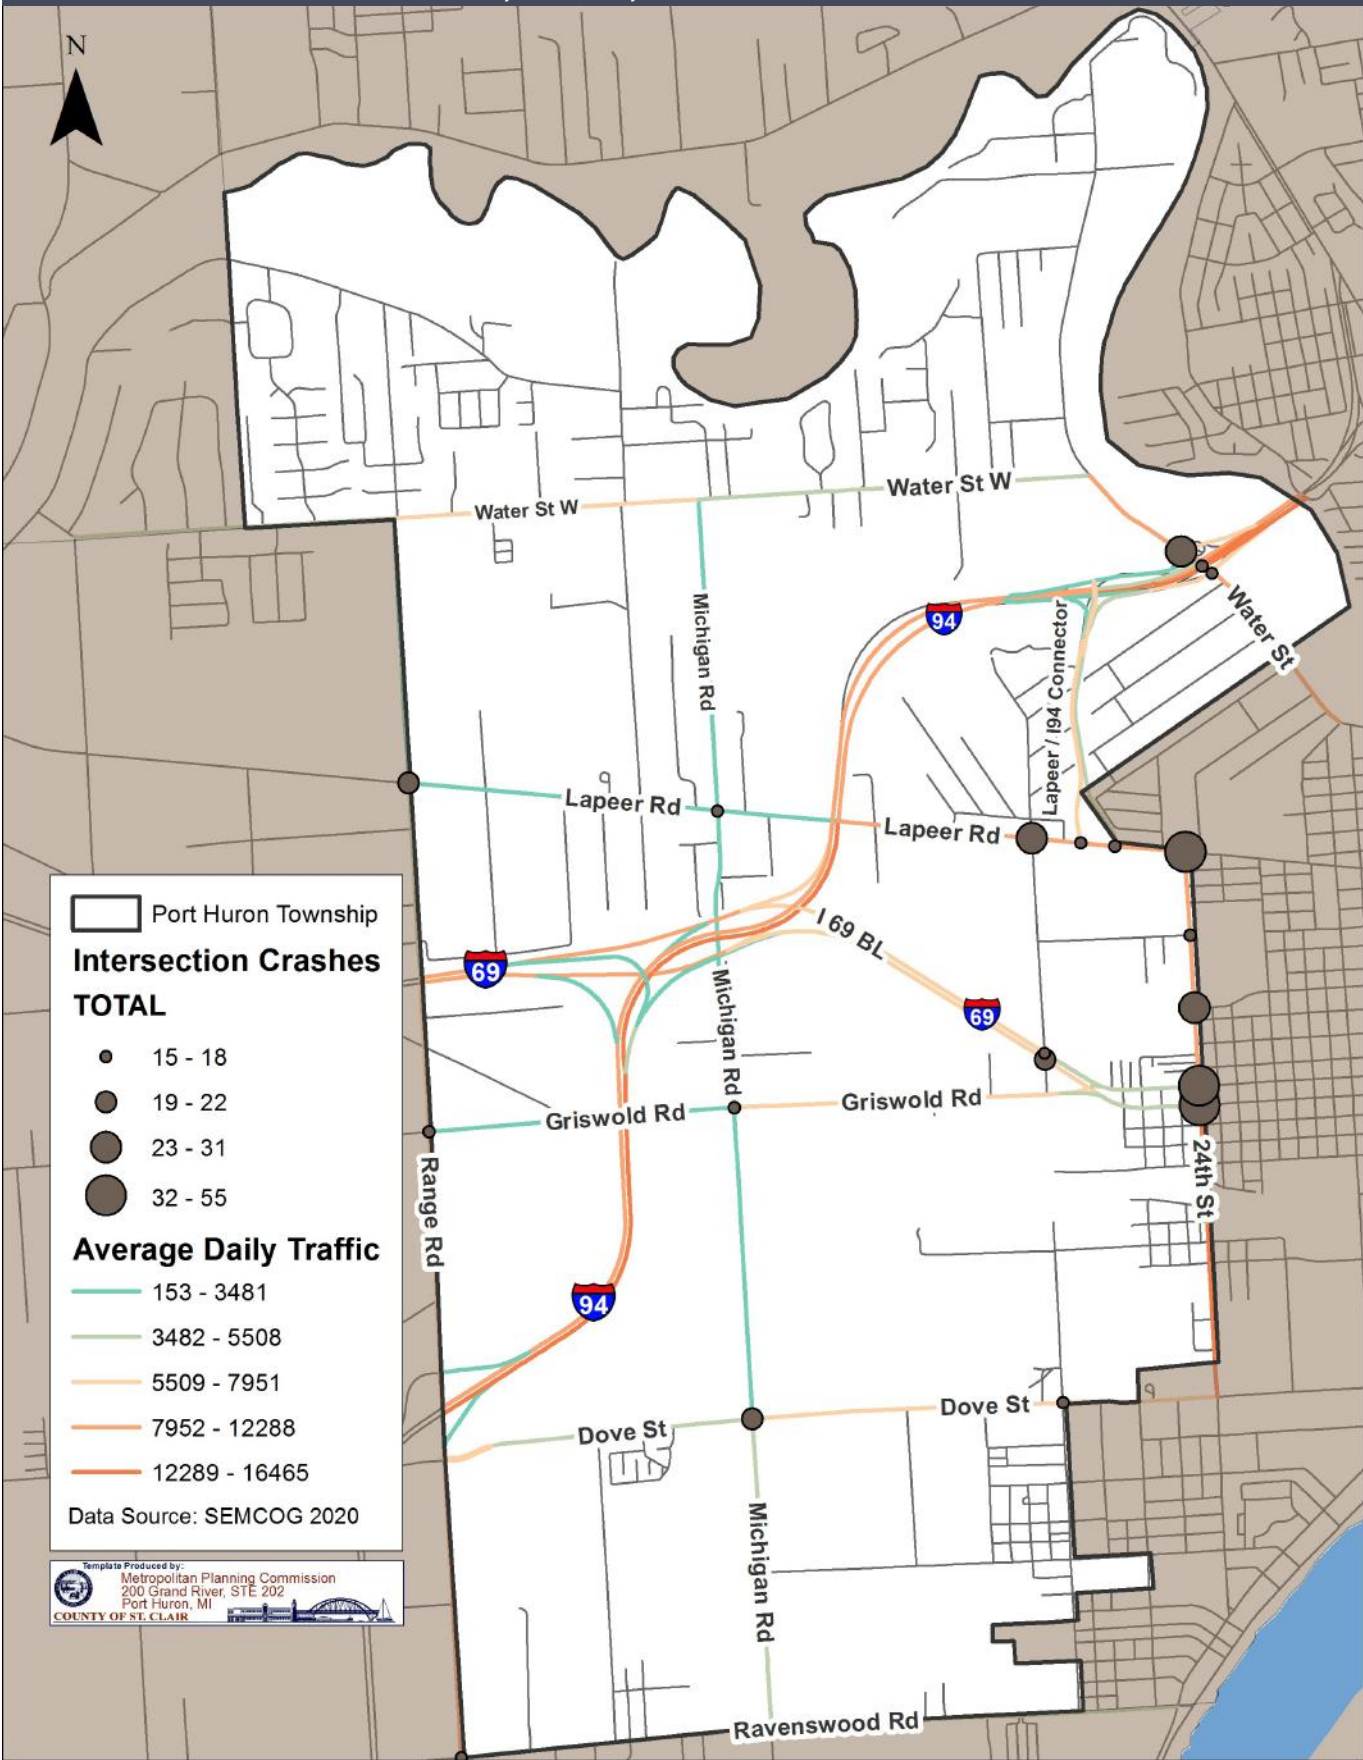 N
Water St W
Water St W
94
Michigan Rd
Lapeer / I94 Connector
Water St
Lapeer Rd
Lapeer Rd
I 69 BL
69
69
Michigan Rd
Griswold Rd
Griswold Rd
Range Rd
24th St
94
Dove St
Dove St
Michigan Rd
Ravenswood Rd
Port Huron Township
Intersection Crashes
TOTAL
15 - 18
19 - 22
23 - 31
32 - 55
Average Daily Traffic
153 - 3481
3482 - 5508
5509 - 7951
7952 - 12288
12289 - 16465
Data Source: SEMCOG 2020
Template Produced by:
Metropolitan Planning Commission
200 Grand River, STE 202
Port Huron, MI
COUNTY OF ST. CLAIR